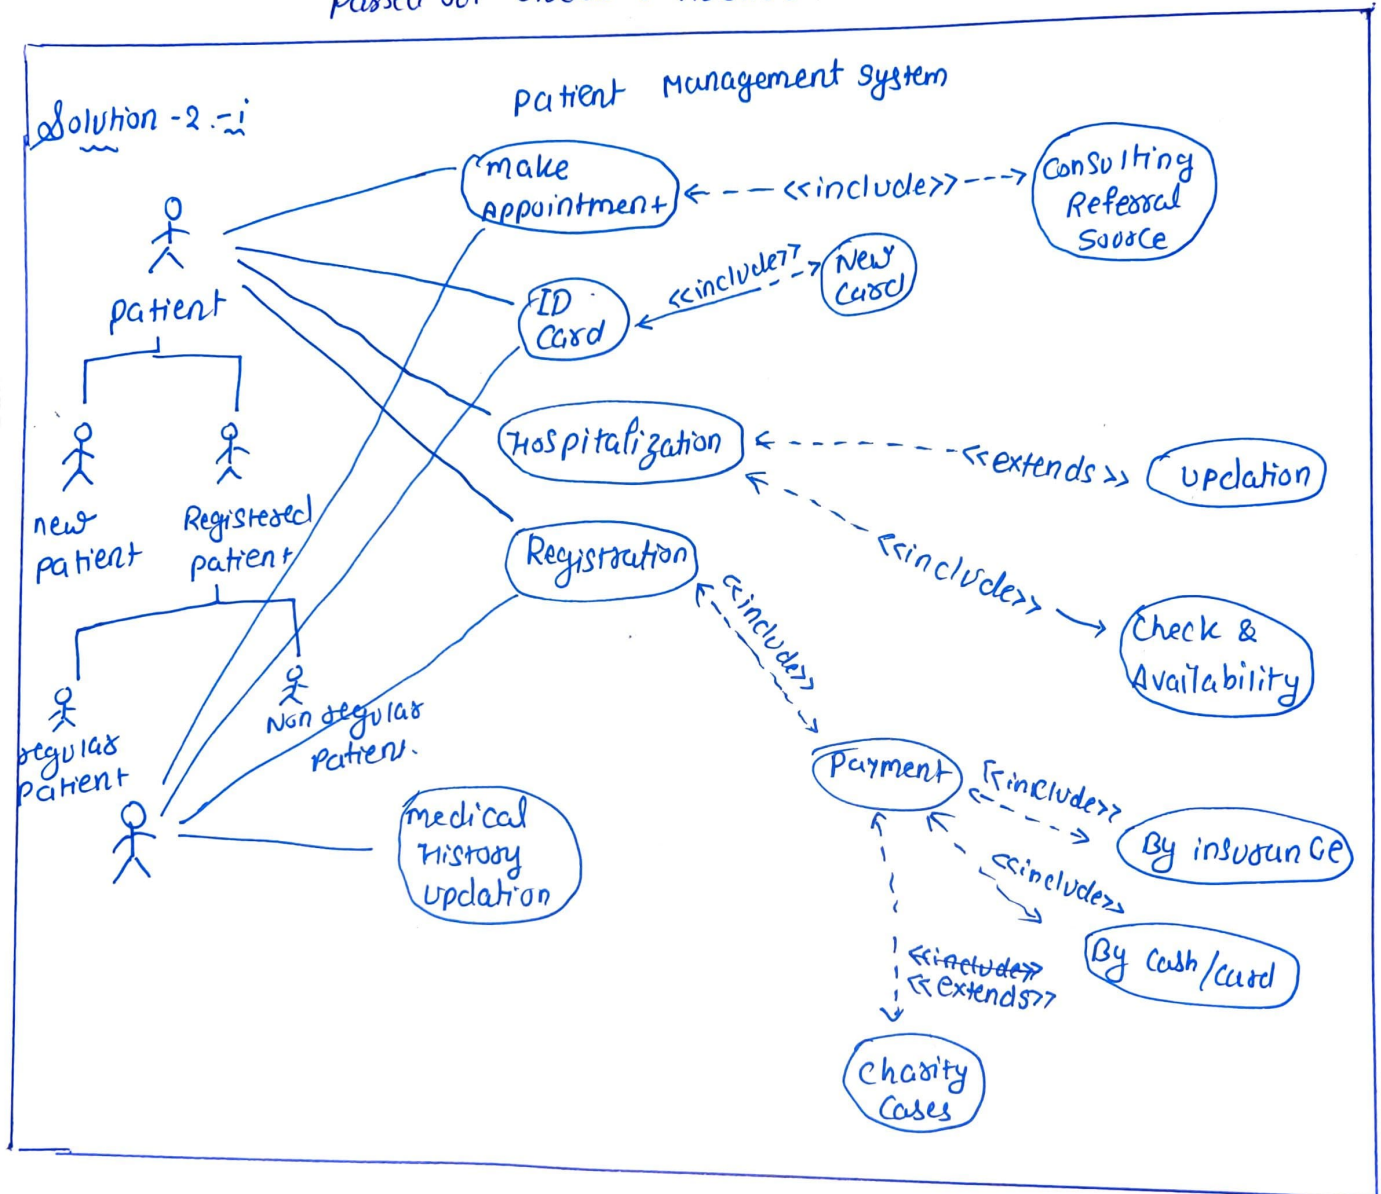 Patient Management System
Solution -2.-i
make
Appointment
<<include>>
Consulting
Referral
Source
<<include>>
New
Card
ID
Card
Patient
Hospitalization
<<extends>>
Updation
new
patient
Registered
patient
Registration
<<include>>
Check &
Availability
<<include>>
regular
patient
Non regular
patient.
Payment
<<include>>
By insurance
medical
History
Updation
<<include>>
By Cash/Card
<<include>>
<<extends>>
Charity
Cases